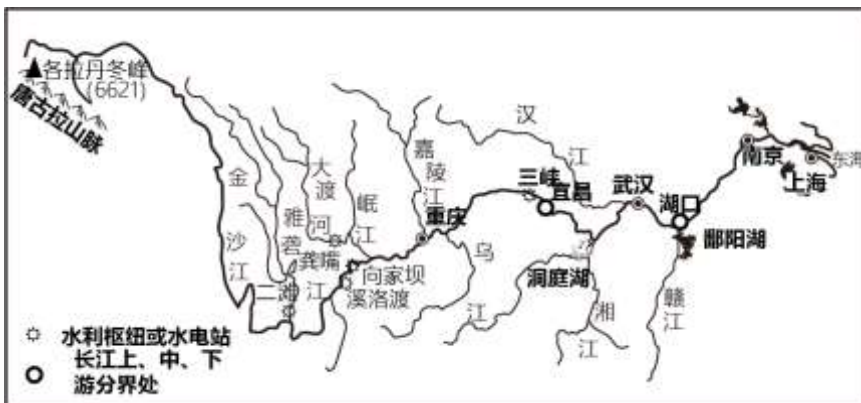 各拉丹冬峰
(6621)
唐古拉山脉
金沙江
雅砻江
大渡河
岷江
嘉陵江
汉江
乌江
湘江
赣江
二滩
龚嘴
向家坝
溪洛渡
重庆
三峡
宜昌
洞庭湖
武汉
湖口
鄱阳湖
南京
上海
东海
水利枢纽或水电站
长江上、中、下
游分界处